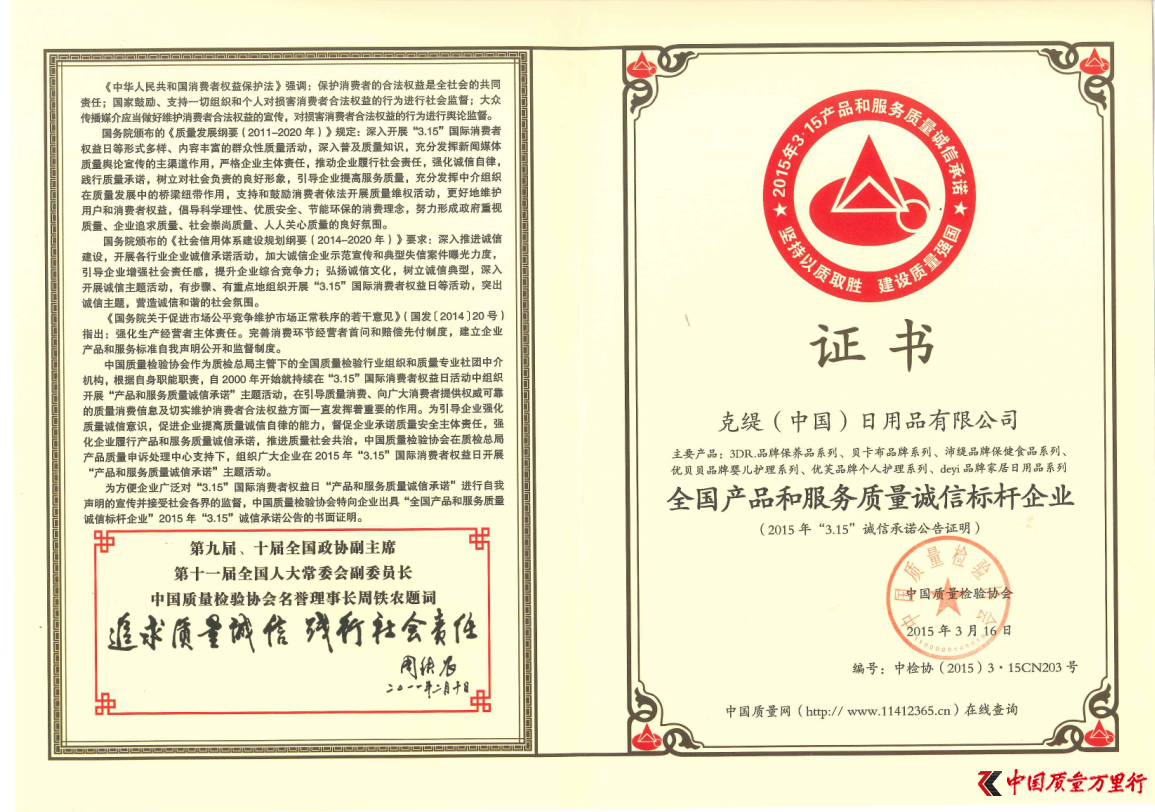 《中华人民共和国消费者权益保护法》强调：保护消费者的合法权益是全社会的共同
责任；国家鼓励、支持一切组织和个人对损害消费者合法权益的行为进行社会监督；大众
传播媒介应当做好维护消费者合法权益的宣传，对损害消费者合法权益的行为进行舆论监督。
国务院颁布的《质量发展纲要（2011-2020年）》规定：深入开展“3.15”国际消费者
权益日等形式多样、内容丰富的群众性质量活动，深入普及质量知识，充分发挥新闻媒体
质量舆论宣传的主渠道作用，严格企业主体责任，推动企业履行社会责任，强化诚信自律，
践行质量承诺，树立对社会负责的良好形象，引导企业提高服务质量，充分发挥中介组织
在质量发展中的桥梁纽带作用，支持和鼓励消费者依法开展质量维权活动，更好地维护
用户和消费者权益，倡导科学理性、优质安全、节能环保的消费理念，努力形成政府重视
质量、企业追求质量、社会崇尚质量、人人关心质量的良好氛围。
国务院颁布的《社会信用体系建设规划纲要（2014-2020年）》要求：深入推进诚信
建设，开展各行业企业诚信承诺活动，加大诚信企业示范宣传和典型失信案件曝光力度，
引导企业增强社会责任感，提升企业综合竞争力；弘扬诚信文化，树立诚信典型，深入
开展诚信主题活动，有步骤、有重点地组织开展“3.15”国际消费者权益日等活动，突出
诚信主题，营造诚信和谐的社会氛围。
《国务院关于促进市场公平竞争维护市场正常秩序的若干意见》（国发〔2014〕20号）
指出：强化生产经营者主体责任。完善消费环节经营者首问和赔偿先付制度，建立企业
产品和服务标准自我声明公开和监督制度。
中国质量检验协会作为质检总局主管下的全国质量检验行业组织和质量专业社团中介
机构，根据自身职能职责，自2000年开始就持续在“3.15”国际消费者权益日活动中组织
开展“产品和服务质量诚信承诺”主题活动，在引导质量消费、向广大消费者提供权威可靠
的质量消费信息及切实维护消费者合法权益方面一直发挥着重要的作用。为引导企业强化
质量诚信意识，促进企业提高质量诚信自律的能力，督促企业承诺质量安全主体责任，强
化企业履行产品和服务质量诚信承诺，推进质量社会共治，中国质量检验协会在质检总局
产品质量申诉处理中心支持下，组织广大企业在2015年“3.15”国际消费者权益日开展
“产品和服务质量诚信承诺”主题活动。
为方便企业广泛对“3.15”国际消费者权益日“产品和服务质量诚信承诺”进行自我
声明的宣传并接受社会各界的监督，中国质量检验协会特向企业出具“全国产品和服务质量
诚信标杆企业”2015年“3.15”诚信承诺公告的书面证明。
第九届、十届全国政协副主席
第十一届全国人大常委会副委员长
中国质量检验协会名誉理事长周铁农题词
追求质量诚信 践行社会责任
周铁农
二〇一一年二月十日
2015年3·15产品和服务质量诚信承诺
坚持以质取胜 建设质量强国
证书
克缇（中国）日用品有限公司
主要产品：3DR.品牌保养品系列、贝卡布品牌系列、沛缇品牌保健食品系列、
优贝贝品牌婴儿护理系列、优芙品牌个人护理系列、deyi品牌家居日用品系列
全国产品和服务质量诚信标杆企业
（2015年“3.15”诚信承诺公告证明）
中国质量检验协会
中国质量检验协会
2015年3月16日
编号：中检协（2015）3·15CN203号
中国质量网（http:// www.11412365.cn）在线查询
中国质量万里行